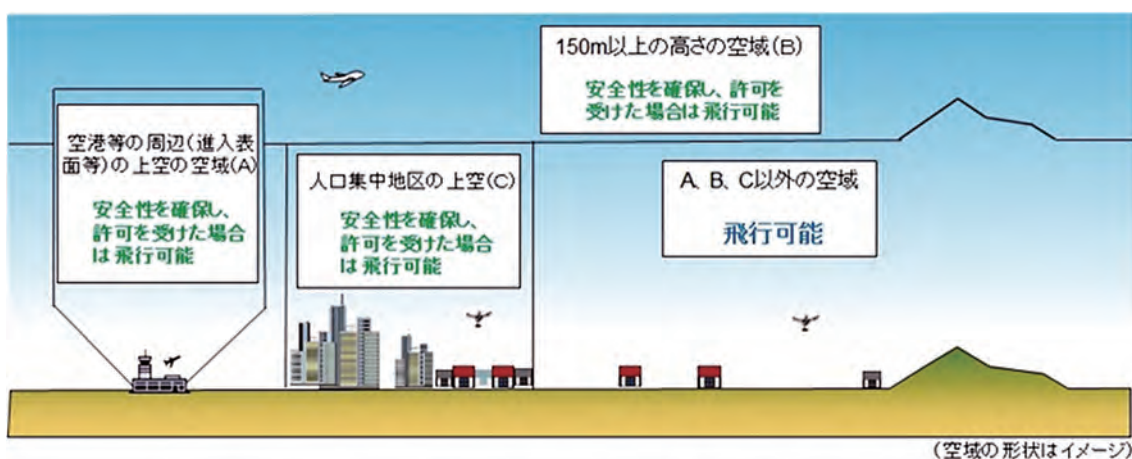 150m以上の高さの空域(B)
安全性を確保し、許可を
受けた場合は飛行可能
空港等の周辺(進入表
面等)の上空の空域(A)
安全性を確保し、
許可を受けた場合
は飛行可能
人口集中地区の上空(C)
安全性を確保し、
許可を受けた場合
は飛行可能
A、B、C以外の空域
飛行可能
(空域の形状はイメージ)